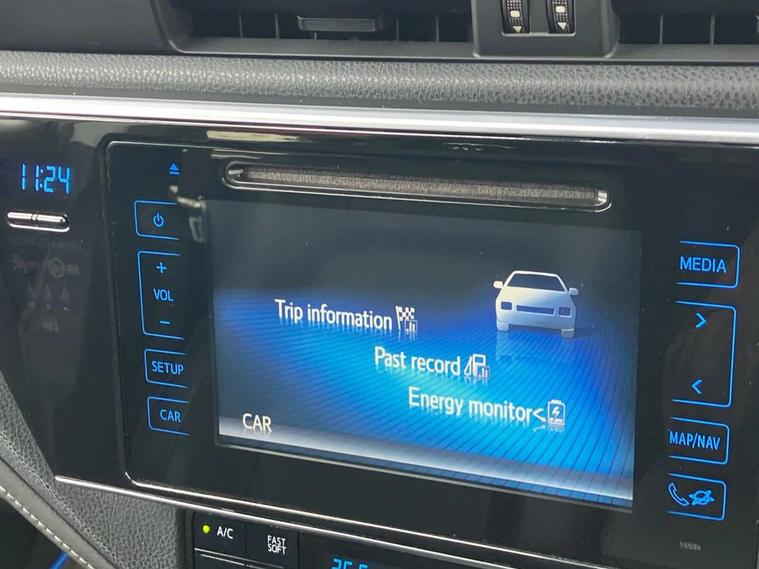 11:24
+
VOL
-
SETUP
CAR
MEDIA
>
<
MAP/NAV
Trip information
Past record
Energy monitor
CAR
A/C
FAST
SOFT